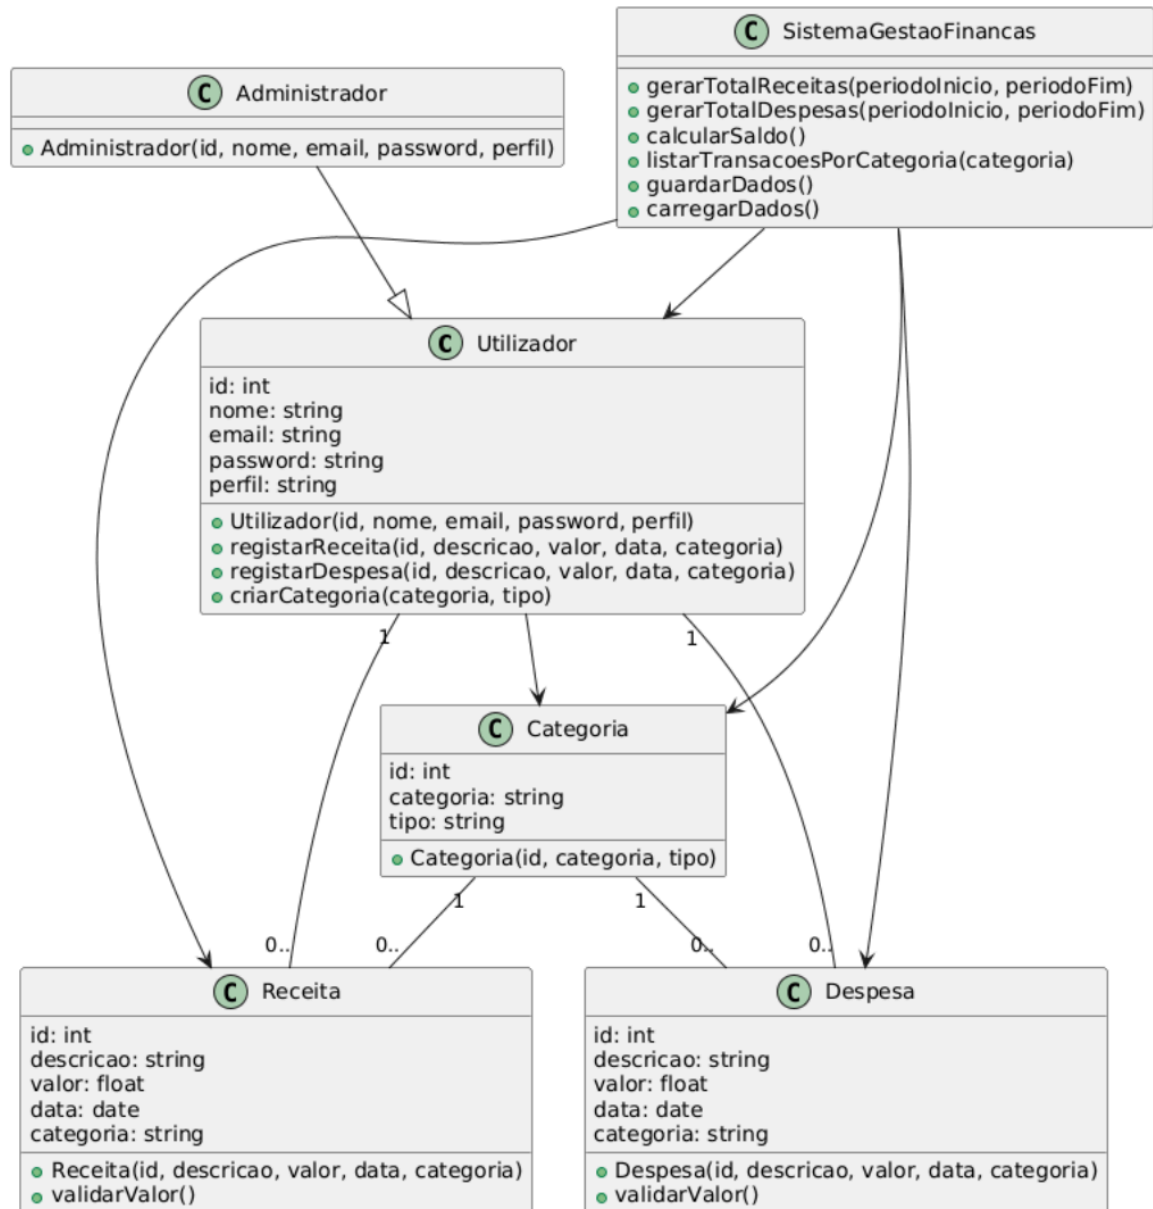 C SistemaGestaoFinancas
gerarTotalReceitas(periodoInicio, periodoFim)
gerarTotalDespesas(periodoInicio, periodoFim)
calcularSaldo()
listarTransacoesPorCategoria(categoria)
guardarDados()
carregarDados()
C Administrador
Administrador(id, nome, email, password, perfil)
C Utilizador
id: int
nome: string
email: string
password: string
perfil: string
Utilizador(id, nome, email, password, perfil)
registarReceita(id, descricao, valor, data, categoria)
registarDespesa(id, descricao, valor, data, categoria)
criarCategoria(categoria, tipo)
1
1
C Categoria
id: int
categoria: string
tipo: string
Categoria(id, categoria, tipo)
1
1
0..
0..
0..
0..
C Receita
id: int
descricao: string
valor: float
data: date
categoria: string
Receita(id, descricao, valor, data, categoria)
validarValor()
C Despesa
id: int
descricao: string
valor: float
data: date
categoria: string
Despesa(id, descricao, valor, data, categoria)
validarValor()